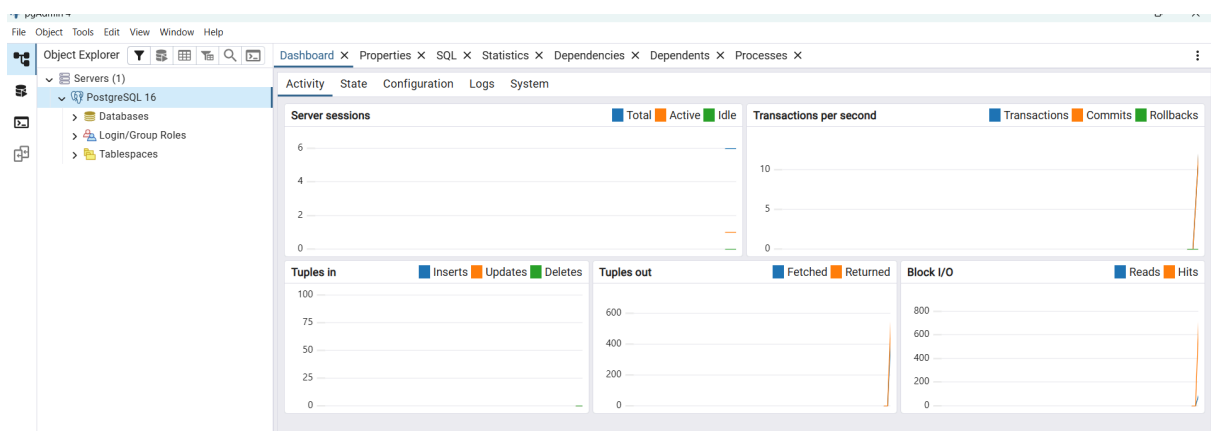 pgAdmin 4
File Object Tools Edit View Window Help
Object Explorer
Dashboard Properties SQL Statistics Dependencies Dependents Processes
Servers (1)
PostgreSQL 16
Databases
Login/Group Roles
Tablespaces
Activity State Configuration Logs System
Server sessions Total Active Idle
6
4
2
0
Transactions per second Transactions Commits Rollbacks
10
5
0
Tuples in Inserts Updates Deletes
100
75
50
25
0
Tuples out Fetched Returned
600
400
200
0
Block I/O Reads Hits
800
600
400
200
0